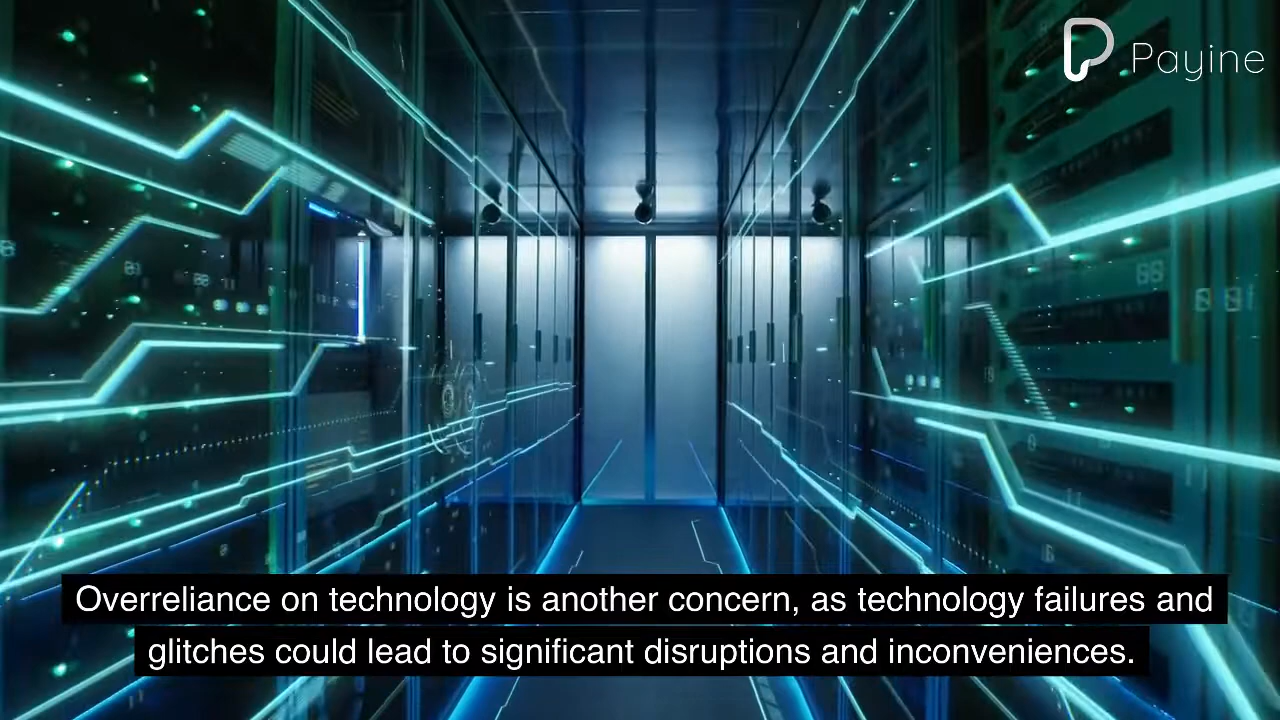 Payine
Overreliance on technology is another concern, as technology failures and
glitches could lead to significant disruptions and inconveniences.